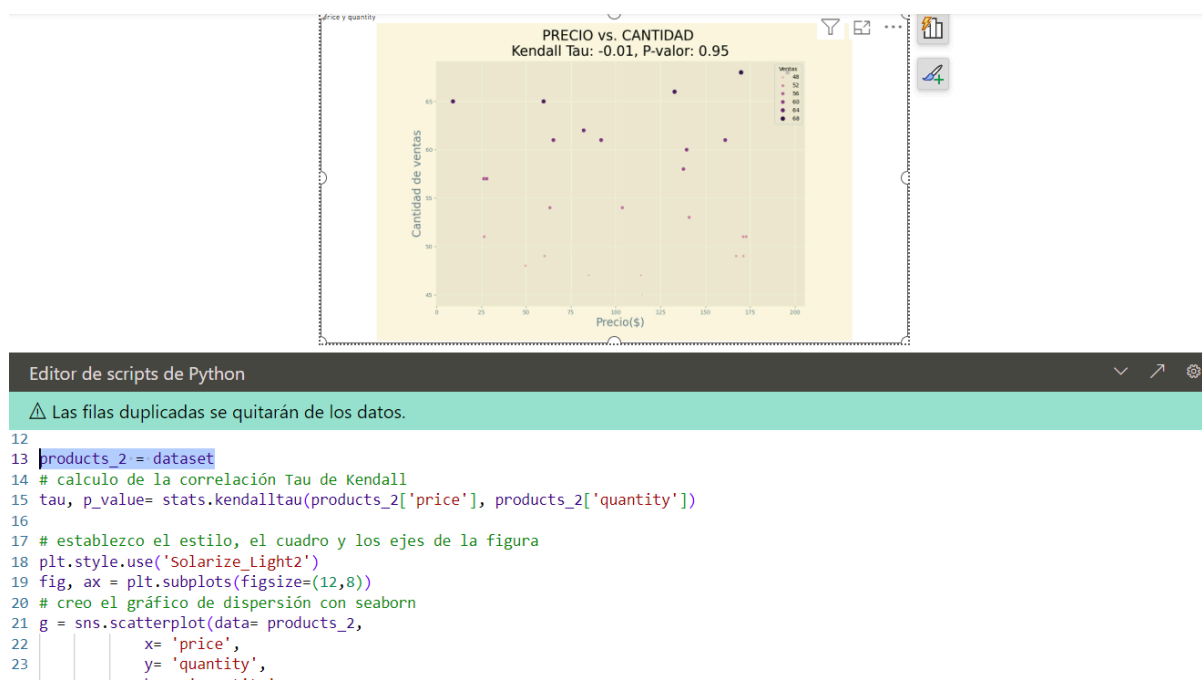 price y quantity
PRECIO vs. CANTIDAD
Kendall Tau: -0.01, P-valor: 0.95
Ventas
48
52
56
60
64
68
65
60
55
50
45
Cantidad de ventas
0 25 50 75 100 125 150 175 200
Precio($)
Editor de scripts de Python
Las filas duplicadas se quitarán de los datos.
12
13 products_2 = dataset
14 # calculo de la correlación Tau de Kendall
15 tau, p_value= stats.kendalltau(products_2['price'], products_2['quantity'])
16
17 # establezco el estilo, el cuadro y los ejes de la figura
18 plt.style.use('Solarize_Light2')
19 fig, ax = plt.subplots(figsize=(12,8))
20 # creo el gráfico de dispersión con seaborn
21 g = sns.scatterplot(data= products_2,
22 x= 'price',
23 y= 'quantity',